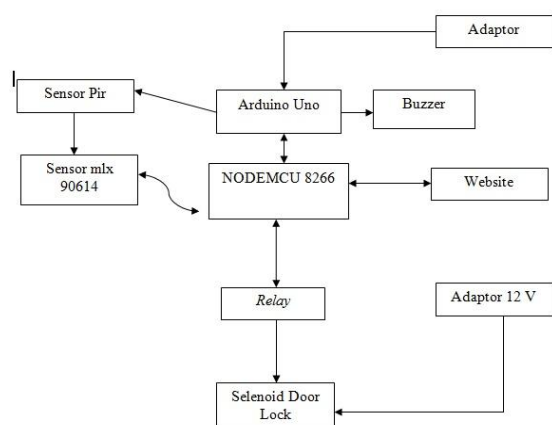 Adaptor
Sensor Pir
Arduino Uno
Buzzer
Sensor mlx
90614
NODEMCU 8266
Website
Relay
Adaptor 12 V
Selenoid Door
Lock